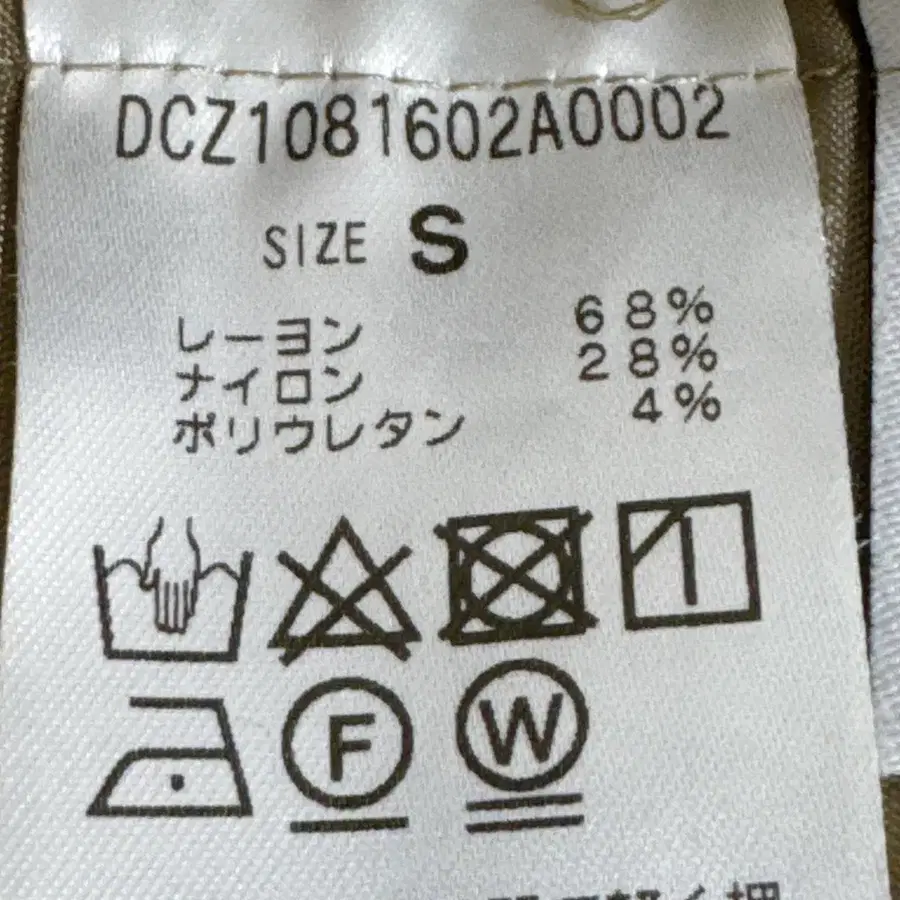 DCZ1081602A0002
SIZE S
レーヨン 68%
ナイロン 28%
ポリウレタン 4%
F W